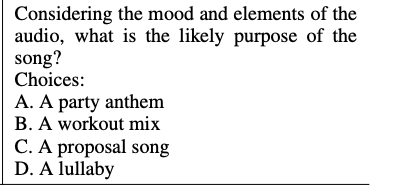 Considering the mood and elements of the
audio, what is the likely purpose of the
song?
Choices:
A. A party anthem
B. A workout mix
C. A proposal song
D. A lullaby